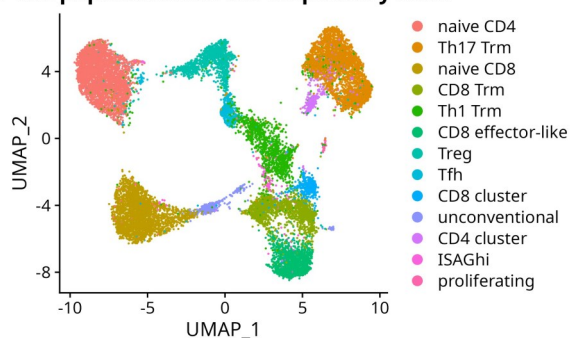 naive CD4
Th17 Trm
naive CD8
CD8 Trm
Th1 Trm
CD8 effector-like
Treg
Tfh
CD8 cluster
unconventional
CD4 cluster
ISAGhi
proliferating
UMAP_2
4
0
-4
-8
-10 -5 0 5 10
UMAP_1